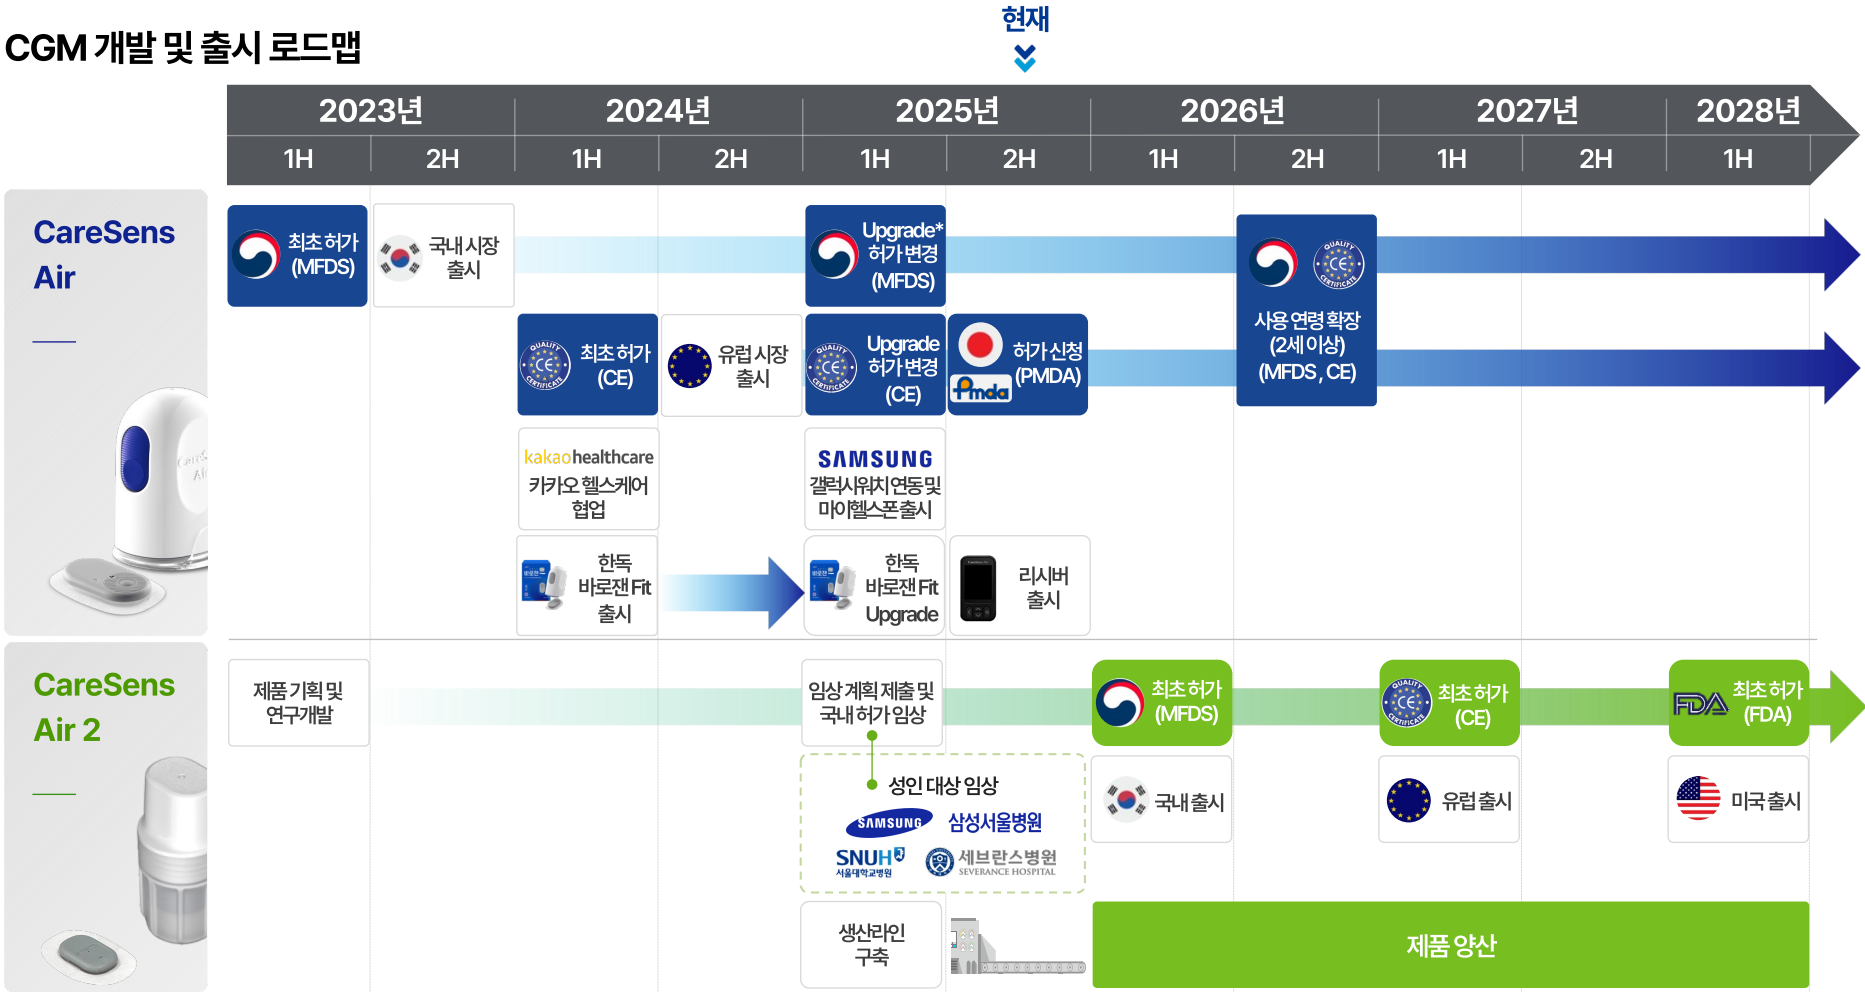 현재
CGM 개발 및 출시 로드맵
2023년 2024년 2025년 2026년 2027년 2028년
1H 2H 1H 2H 1H 2H 1H 2H 1H 2H 1H
CareSens
Air
최초 허가
(MFDS)
국내 시장
출시
Upgrade*
허가 변경
(MFDS)
최초 허가
(CE)
유럽 시장
출시
Upgrade
허가 변경
(CE)
허가 신청
(PMDA)
Pmda
사용 연령 확장
(2세 이상)
(MFDS , CE)
QUALITY
CE
CERTIFICATE
kakaohealthcare
카카오 헬스케어
협업
SAMSUNG
갤럭시워치 연동 및
마이헬스폰 출시
한독
바로잰 Fit
출시
한독
바로잰 Fit
Upgrade
리시버
출시
CareSens
Air 2
제품 기획 및
연구개발
임상 계획 제출 및
국내 허가 임상
최초 허가
(MFDS)
최초 허가
(CE)
FDA
최초 허가
(FDA)
성인 대상 임상
SAMSUNG 삼성서울병원
SNUH
서울대학교병원
세브란스병원
SEVERANCE HOSPITAL
국내 출시
유럽 출시
미국 출시
생산라인
구축
제품 양산